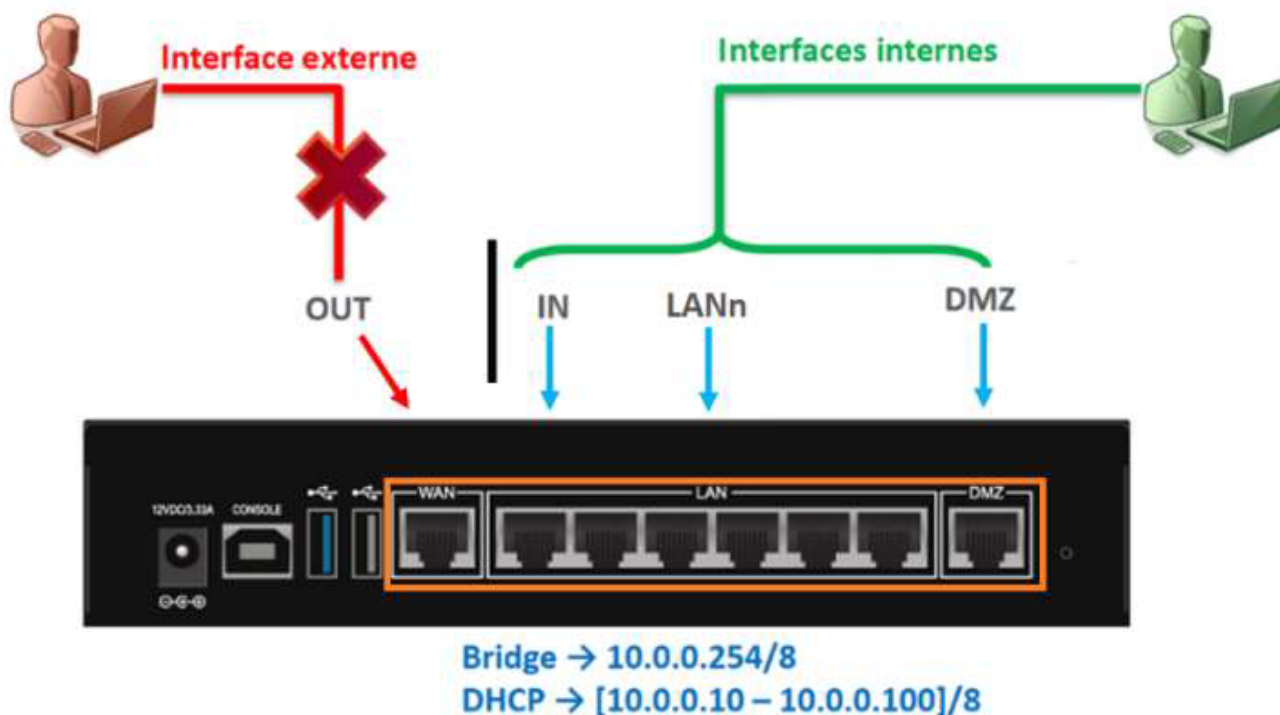 Interface externe
Interfaces internes
OUT
IN
LANn
DMZ
WAN
LAN
DMZ
12VDC/3.33A
CONSOLE
Bridge → 10.0.0.254/8
DHCP → [10.0.0.10 – 10.0.0.100]/8